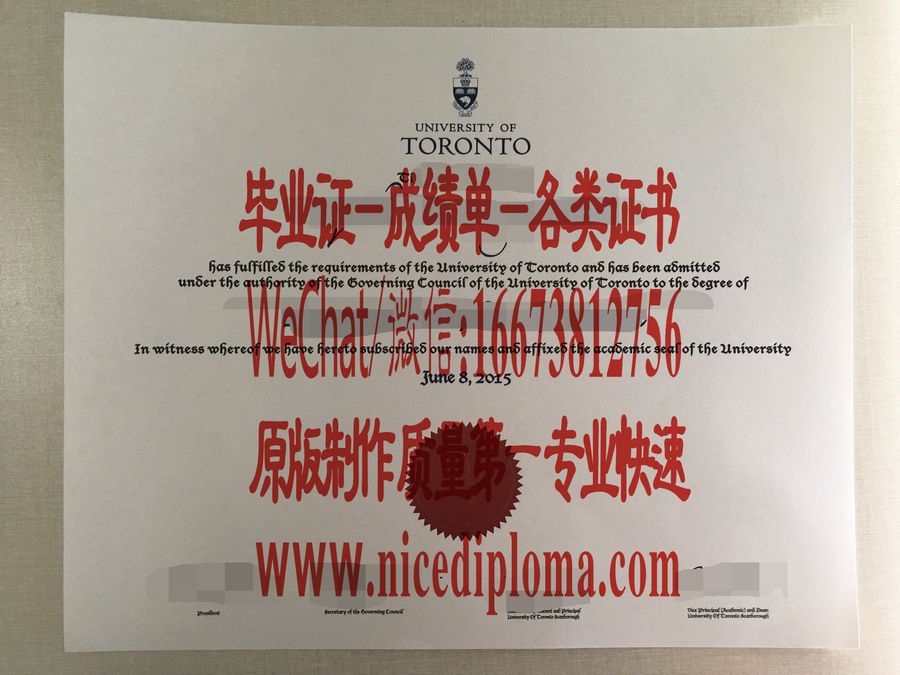 UNIVERSITY OF
TORONTO
毕业证一成绩单一各类证书
has fulfilled the requirements of the University of Toronto and has been admitted
under the authority of the Governing Council of the University of Toronto to the degree of
WeChat/微信:16673812756
In witness whereof we have hereto subscribed our names and affixed the academic seal of the University
June 8, 2015
原版制作质量第一专业快速
WWW.nicediploma.com
President
Secretary of the Governing Council
and Principal
University Of Toronto Scarborough
Vice Principal (Academic) and Dean
University Of Toronto Scarborough